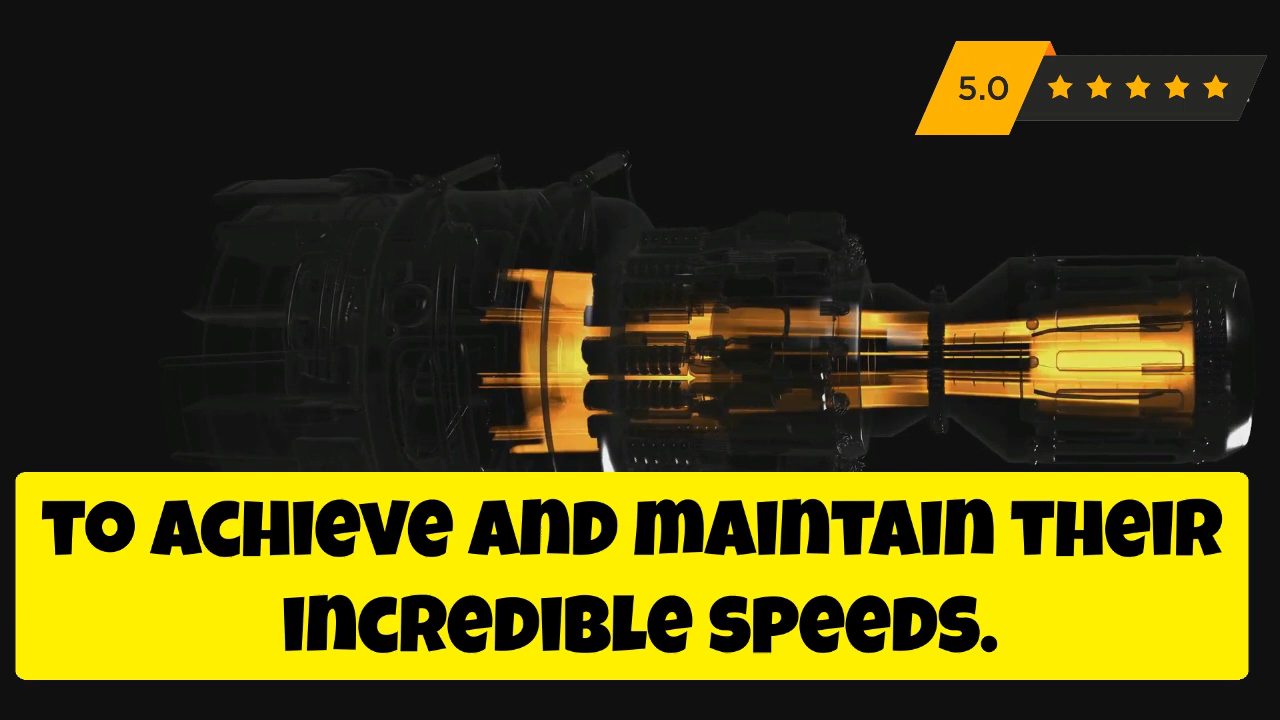 5.0
TO ACHIEVE AND MAINTAIN THEIR
INCREDIBLE SPEEDS.